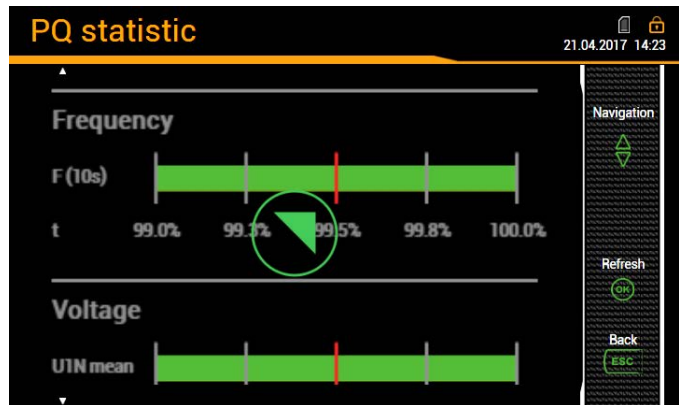 PQ statistic
21.04.2017 14:23
Frequency
F (10s)
t 99.0% 99.3% 99.5% 99.8% 100.0%
Voltage
U1N mean
Navigation
Refresh
OK
Back
ESC